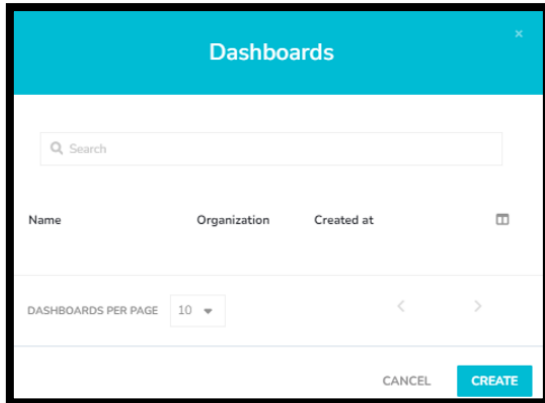 Dashboards
Search
Name Organization Created at
DASHBOARDS PER PAGE 10
CANCEL CREATE